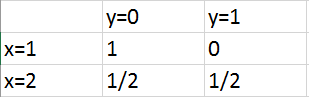 y=0 y=1
x=1 1 0
x=2 1/2 1/2